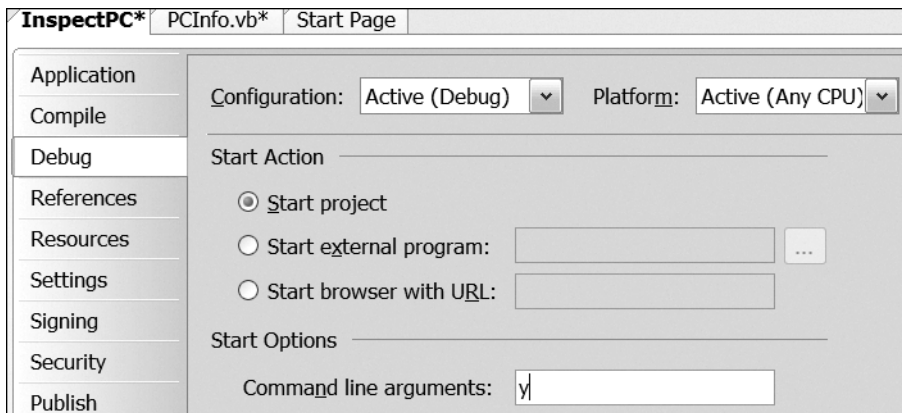 InspectPC* PCInfo.vb* Start Page
Application
Compile
Debug
References
Resources
Settings
Signing
Security
Publish
Configuration: Active (Debug) Platform: Active (Any CPU)
Start Action
Start project
Start external program: ...
Start browser with URL:
Start Options
Command line arguments: y